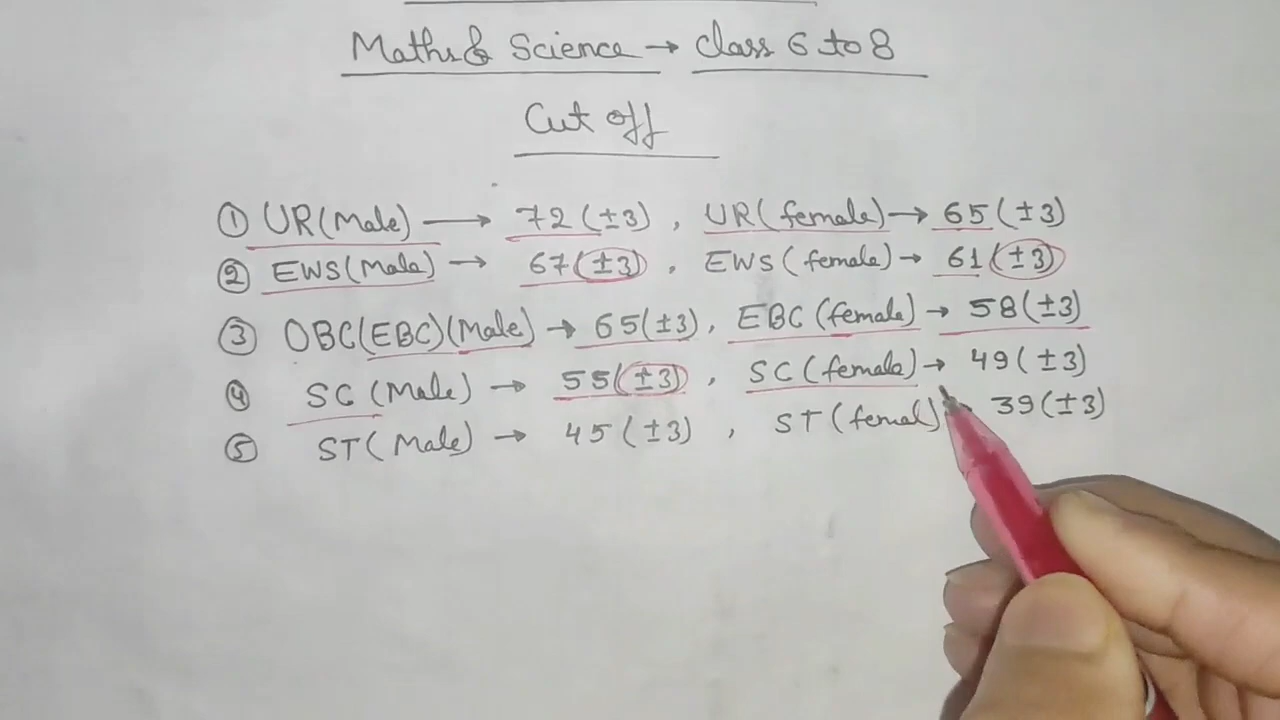 Maths & Science → class 6 to 8
Cut off
① UR(Male) → 72(±3), UR(female) → 65(±3)
② EWS(Male) → 67(±3), EWS(female) → 61(±3)
③ OBC(EBC)(Male) → 65(±3), EBC(female) → 58(±3)
④ SC(Male) → 55(±3), SC(female) → 49(±3)
⑤ ST(Male) → 45(±3), ST(femal) → 39(±3)